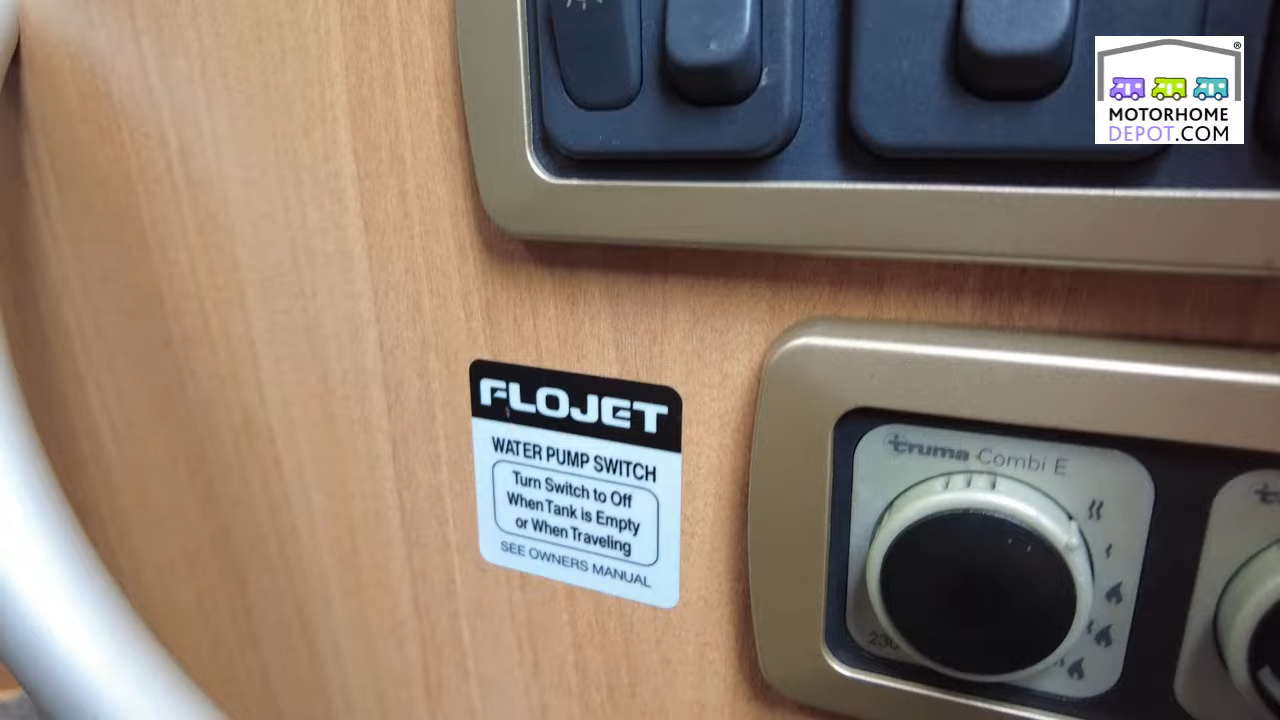 ®
MOTORHOME
DEPOT.COM
FLOJET
WATER PUMP SWITCH
Turn Switch to Off
When Tank is Empty
or When Traveling
SEE OWNERS MANUAL
truma Combi E